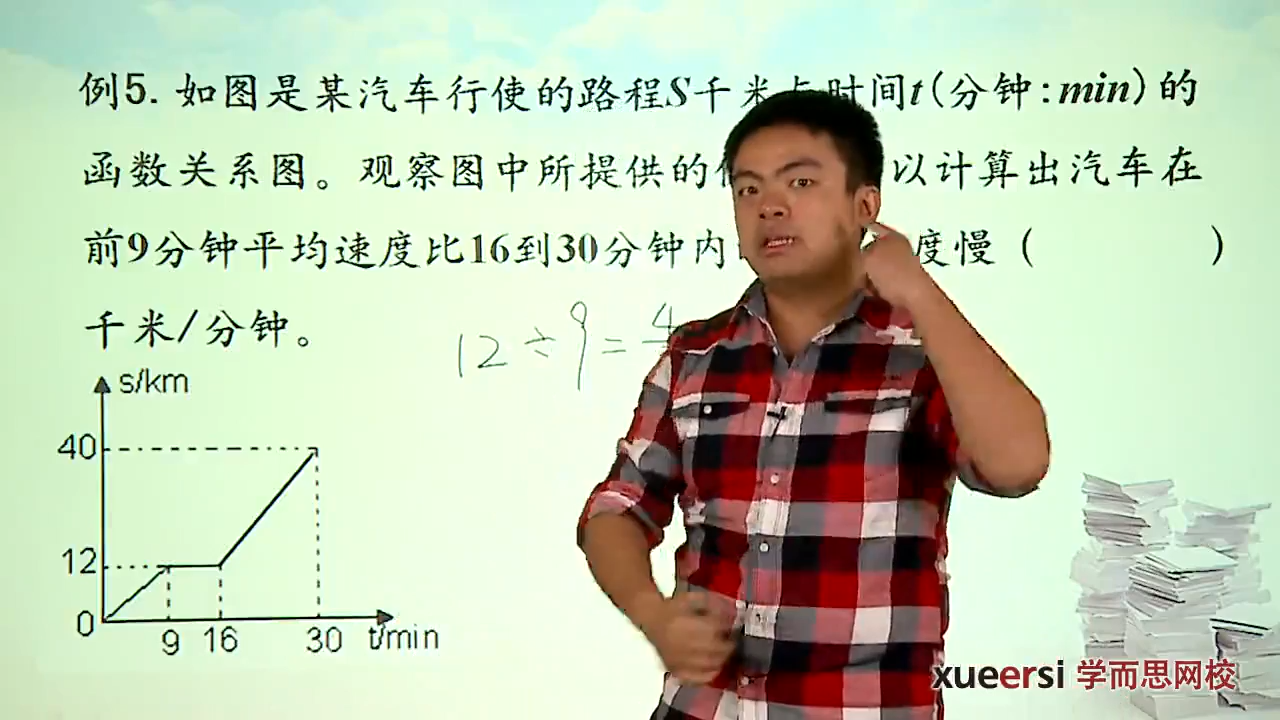 例5. 如图是某汽车行使的路程S千米与时间t(分钟:min)的
函数关系图。观察图中所提供的 以计算出汽车在
前9分钟平均速度比16到30分钟内 度慢( )
千米/分钟。
12÷9=4
s/km
40
12
0
9 16 30 t/min
xueersi 学而思网校